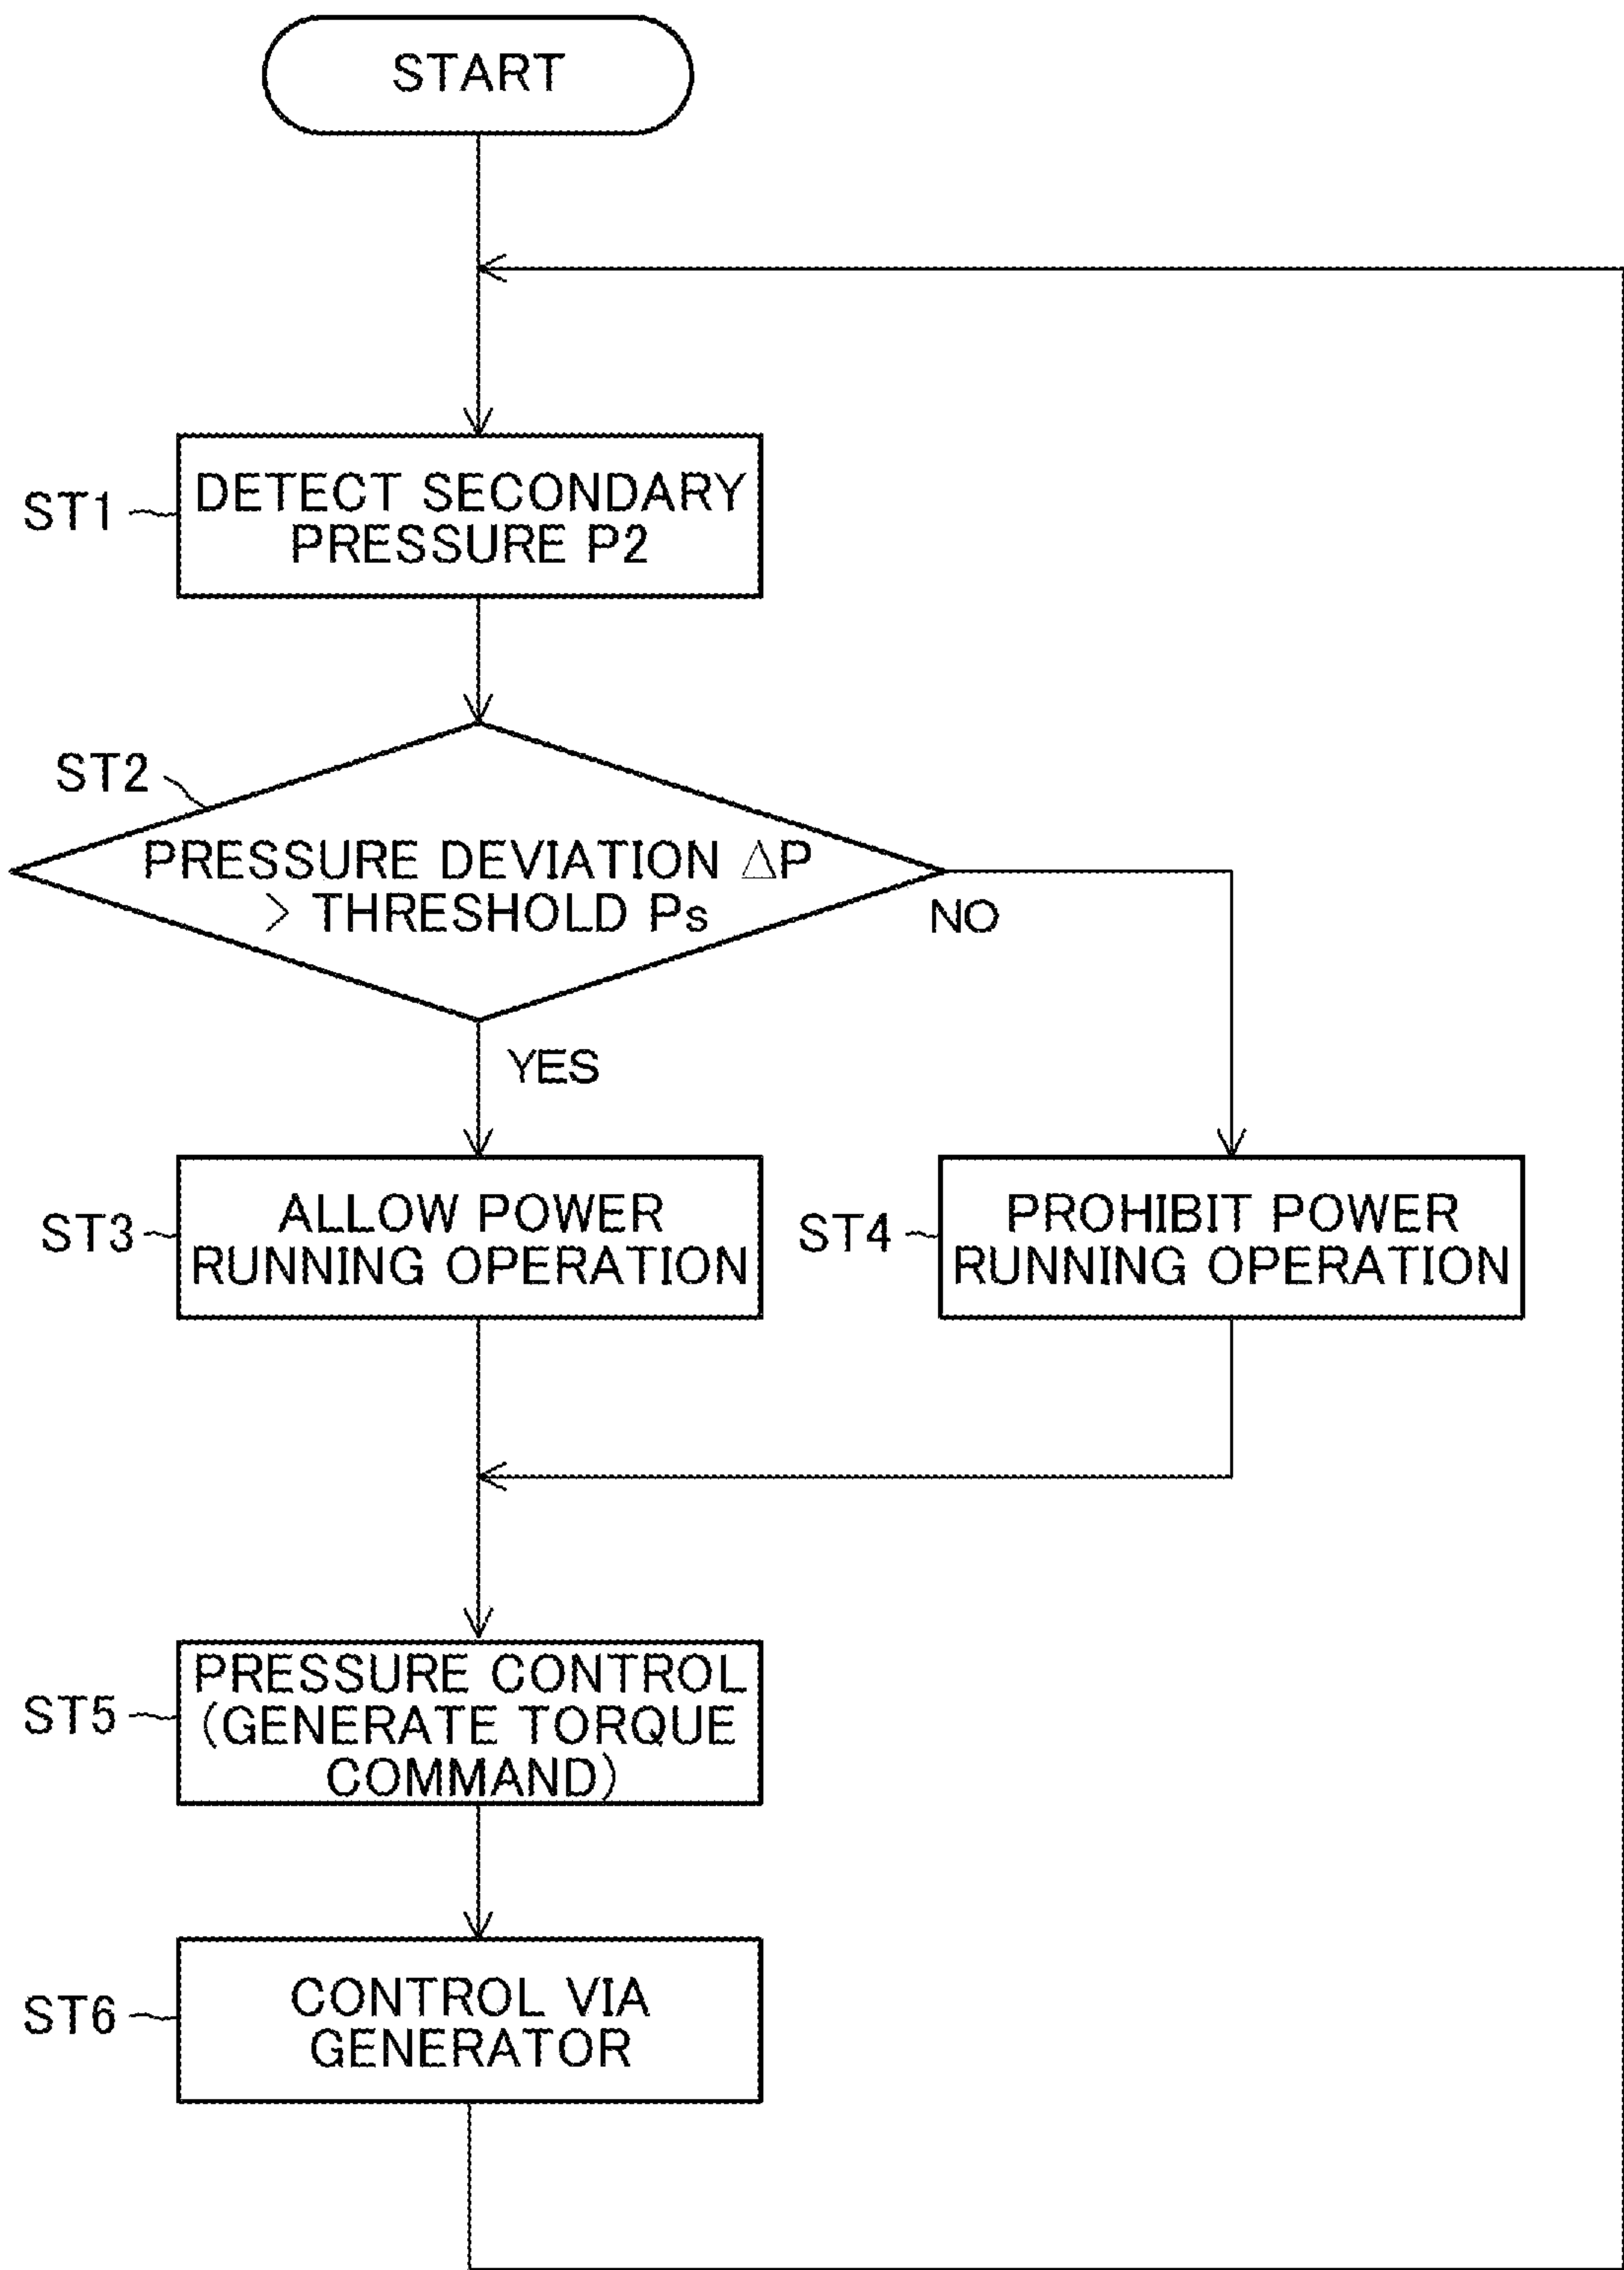 START
ST1
DETECT SECONDARY
PRESSURE P2
ST2
PRESSURE DEVIATION △P
> THRESHOLD Ps
NO
YES
ST3
ALLOW POWER
RUNNING OPERATION
ST4
PROHIBIT POWER
RUNNING OPERATION
ST5
PRESSURE CONTROL
(GENERATE TORQUE
COMMAND)
ST6
CONTROL VIA
GENERATOR